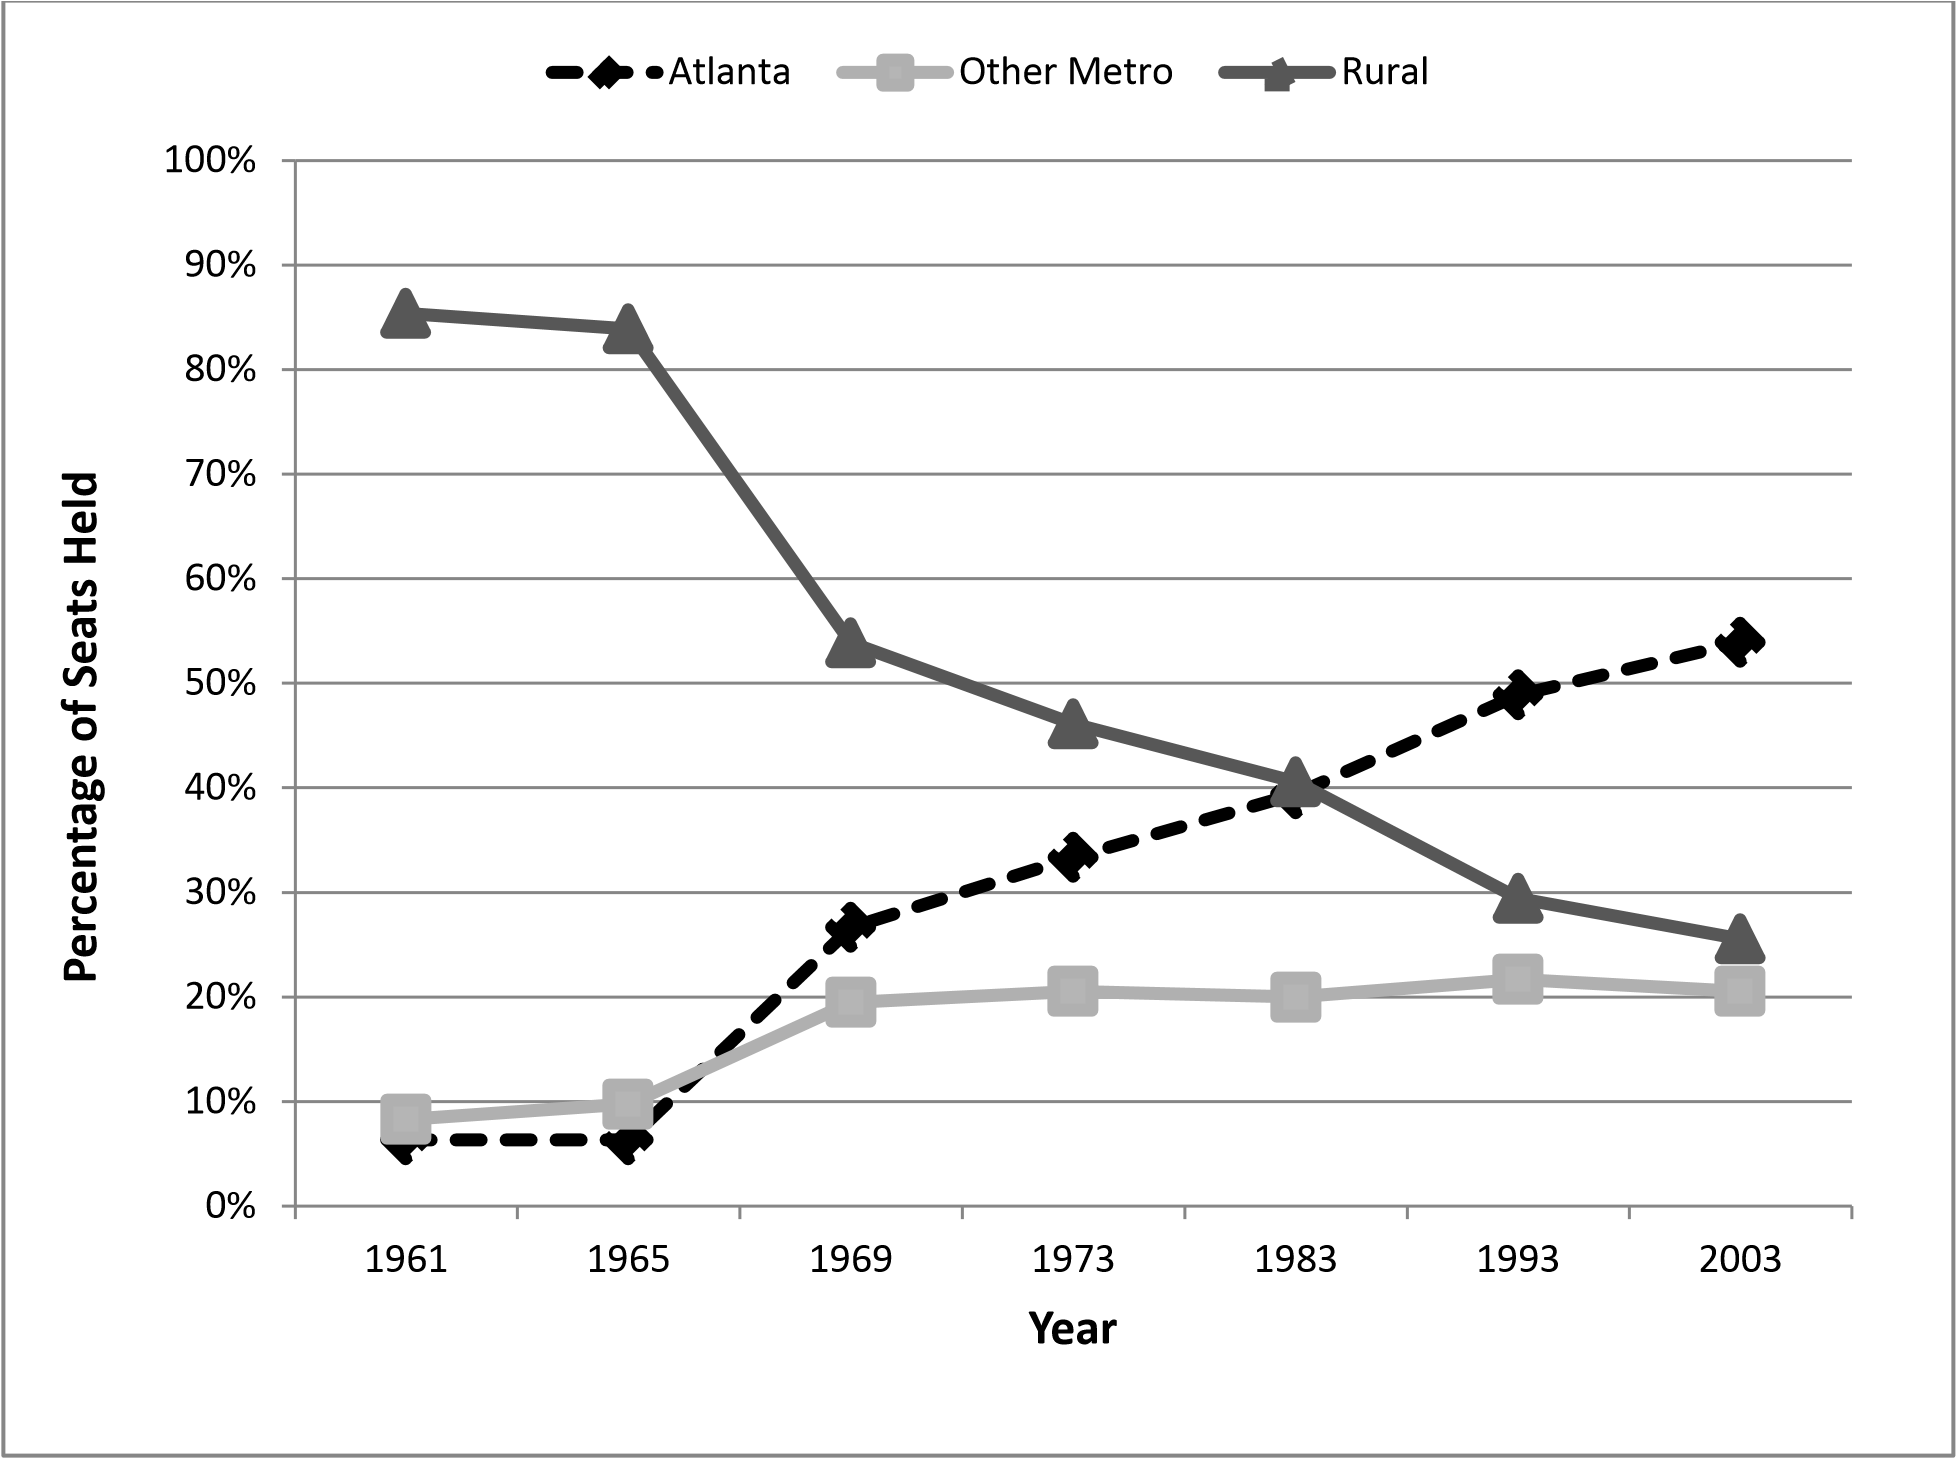 Atlanta Other Metro Rural
100%
90%
80%
70%
60%
50%
40%
30%
20%
10%
0%
Percentage of Seats Held
1961 1965 1969 1973 1983 1993 2003
Year